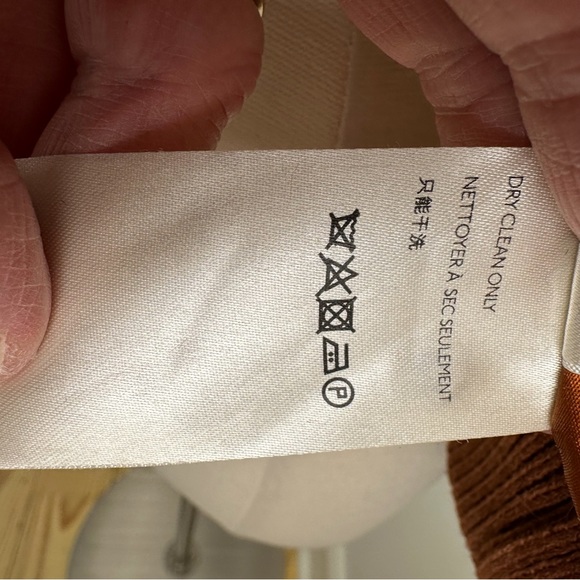 DRY CLEAN ONLY
NETTOYER À SEC SEULEMENT
只能干洗
P